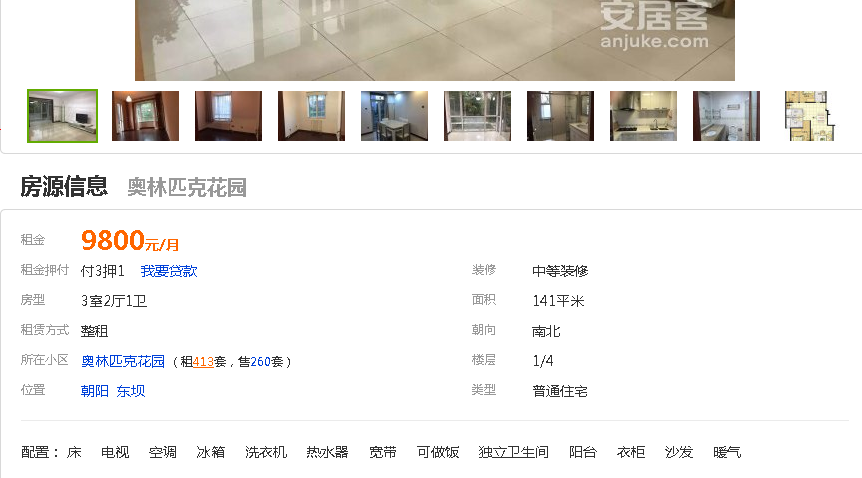 安居客
anjuke.com
房源信息 奥林匹克花园
租金 9800元/月
租金押付 付3押1 我要贷款 装修 中等装修
房型 3室2厅1卫 面积 141平米
租赁方式 整租 朝向 南北
所在小区 奥林匹克花园 (租413套,售260套) 楼层 1/4
位置 朝阳 东坝 类型 普通住宅
配置: 床 电视 空调 冰箱 洗衣机 热水器 宽带 可做饭 独立卫生间 阳台 衣柜 沙发 暖气